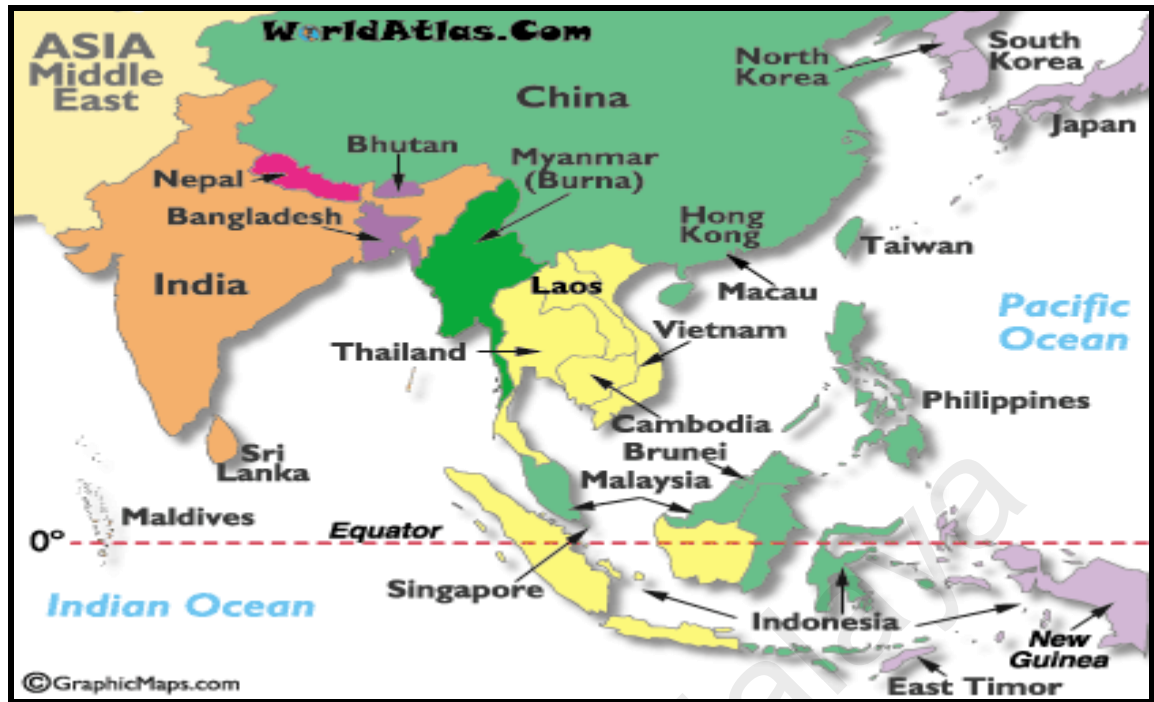 WorldAtlas.Com
ASIA
Middle
East
North
Korea
South
Korea
China
Japan
Bhutan
Myanmar
(Burna)
Nepal
Bangladesh
Hong
Kong
Taiwan
India
Laos
Macau
Pacific
Ocean
Vietnam
Thailand
Philippines
Cambodia
Sri
Lanka
Brunei
Malaysia
Maldives
Equator
0°
Singapore
Indian Ocean
Indonesia
New
Guinea
East Timor
©GraphicMaps.com